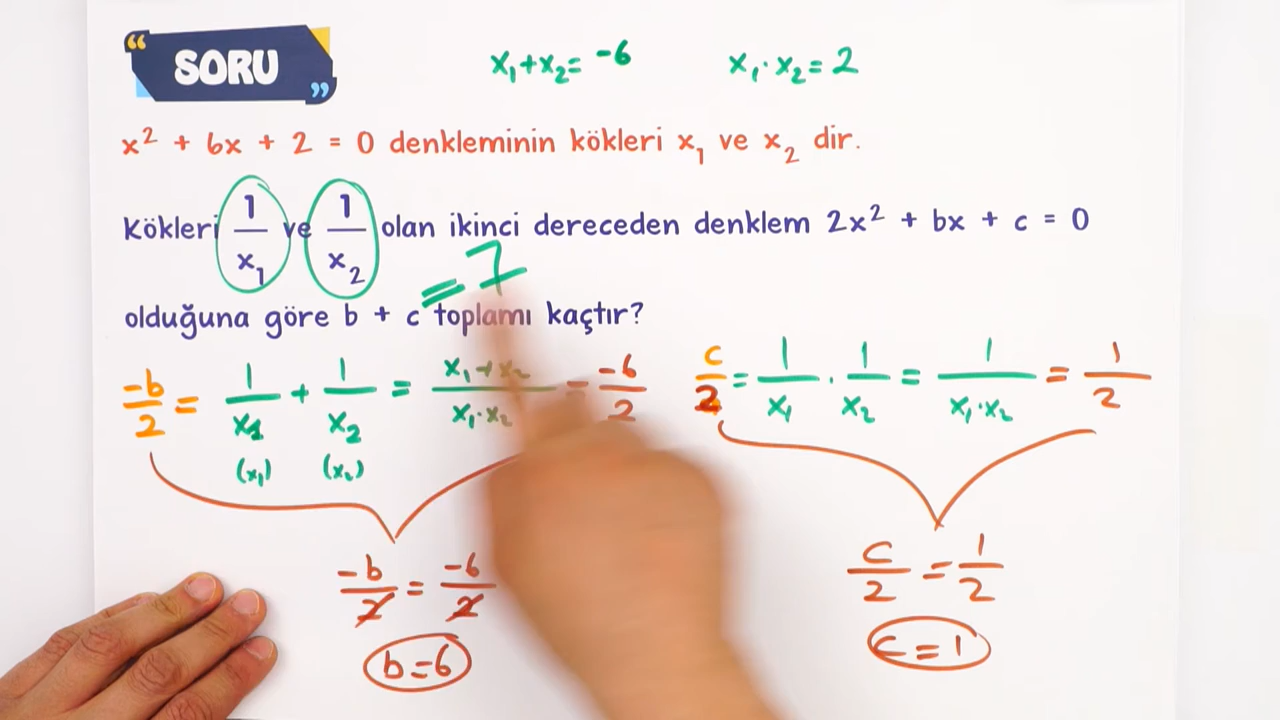 “ SORU ”
x₁+x₂= -6    x₁·x₂= 2
x² + 6x + 2 = 0 denkleminin kökleri x₁ ve x₂ dir.
Kökleri 1/x₁ ve 1/x₂ olan ikinci dereceden denklem 2x² + bx + c = 0
= 7
olduğuna göre b + c toplamı kaçtır?
-b/2 = 1/x₁ + 1/x₂ = x₁+x₂/x₁·x₂ = -6/2    c/2 = 1/x₁ · 1/x₂ = 1/x₁·x₂ = 1/2
(x₁) (x₂)
-b/2 = -6/2    c/2 = 1/2
b=6    c=1